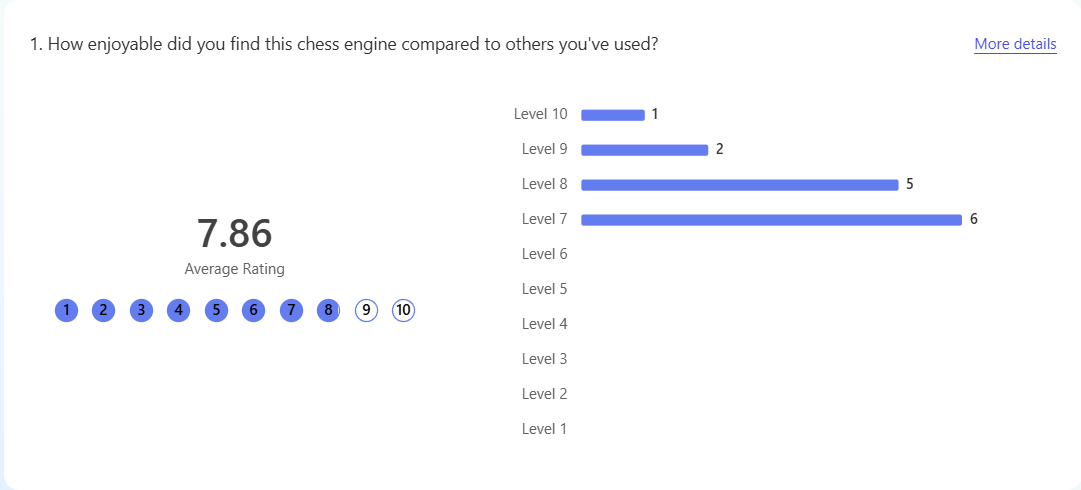 1. How enjoyable did you find this chess engine compared to others you've used?
More details
7.86
Average Rating
1 2 3 4 5 6 7 8 9 10
Level 10 1
Level 9 2
Level 8 5
Level 7 6
Level 6
Level 5
Level 4
Level 3
Level 2
Level 1